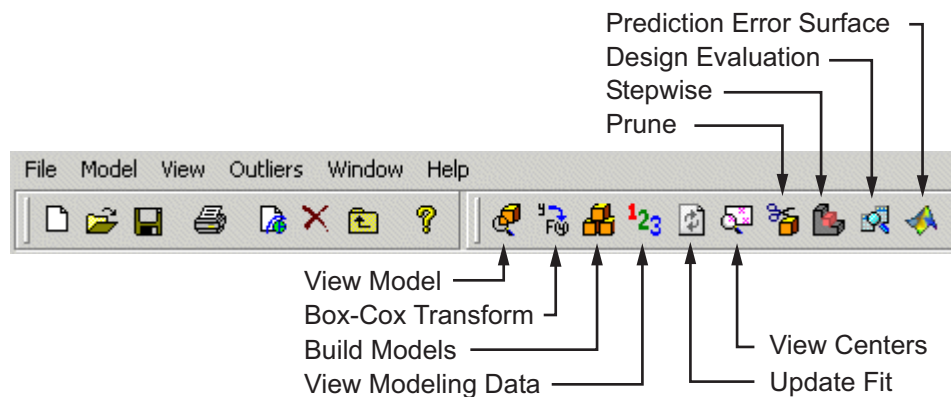 Prediction Error Surface
Design Evaluation
Stepwise
Prune
File Model View Outliers Window Help
View Model
Box-Cox Transform
Build Models
View Modeling Data
View Centers
Update Fit